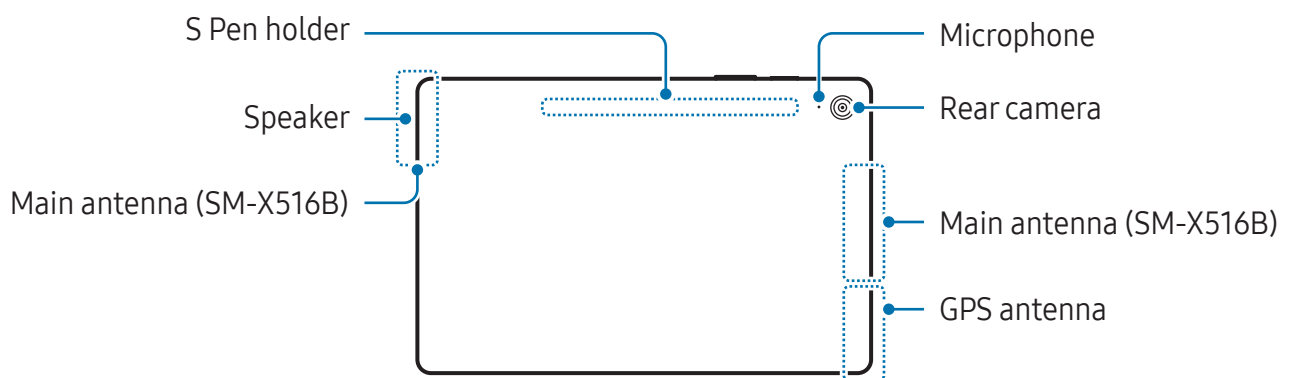 S Pen holder
Speaker
Main antenna (SM-X516B)
Microphone
Rear camera
Main antenna (SM-X516B)
GPS antenna